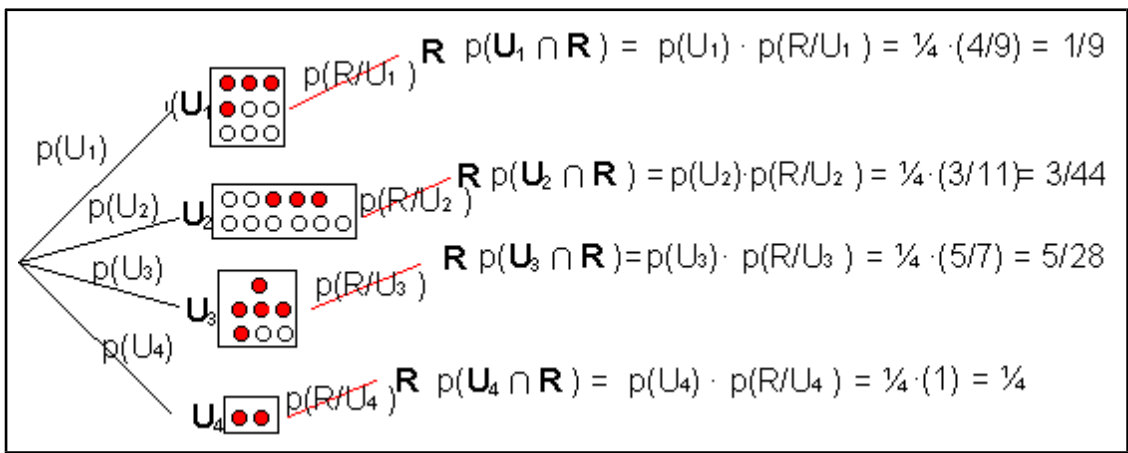 R p(U₁ ∩ R ) = p(U₁) · p(R/U₁ ) = ¼ ·(4/9) = 1/9
p(R/U₁ )
U₁
p(U₁)
R p(U₂ ∩ R ) = p(U₂)·p(R/U₂ ) = ¼·(3/11)= 3/44
p(R/U₂ )
p(U₂) U₂
R p(U₃ ∩ R )=p(U₃)· p(R/U₃ ) = ¼ ·(5/7) = 5/28
p(R/U₃ )
p(U₃)
U₃
p(U₄)
R p(U₄ ∩ R ) = p(U₄) · p(R/U₄ ) = ¼ ·(1) = ¼
p(R/U₄ )
U₄